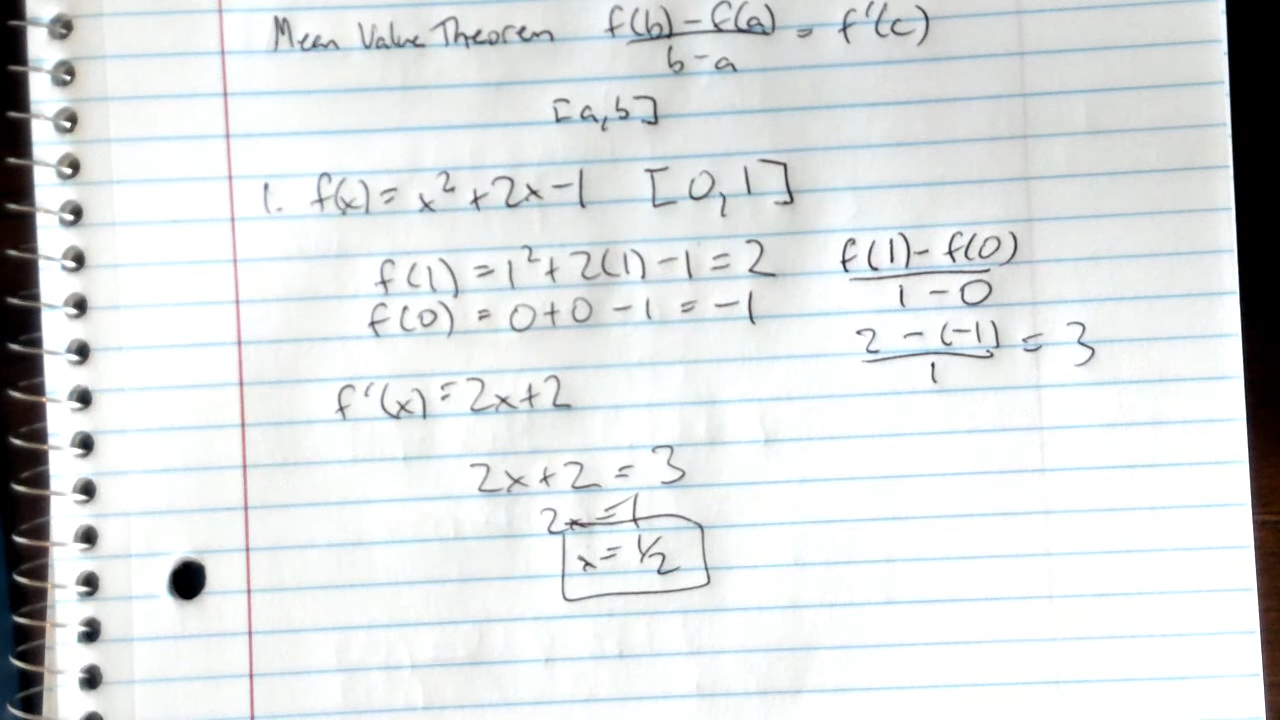 Mean Value Theorem f(b)-f(a)/b-a = f'(c)
[a,b]
1. f(x) = x²+2x-1 [0,1]
f(1) = 1²+2(1)-1 = 2
f(0) = 0+0-1 = -1
f(1)-f(0)/1-0
2-(-1)/1 = 3
f'(x) = 2x+2
2x+2 = 3
2x = 1
x = 1/2